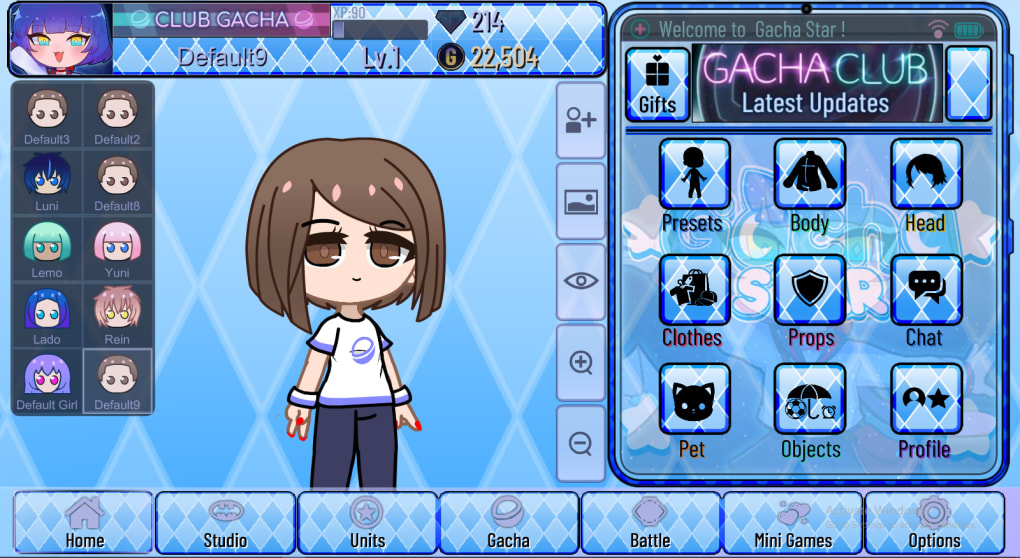 CLUB GACHA
XP:90
214
Default9
Lv.1
G
22,504
Default3
Default2
Luni
Default8
Lemo
Yuni
Lado
Rein
Default Girl
Default9
Welcome to Gacha Star !
Gifts
GACHA CLUB
Latest Updates
Presets
Body
Head
Clothes
Props
Chat
Pet
Objects
Profile
Home
Studio
Units
Gacha
Battle
Mini Games
Options